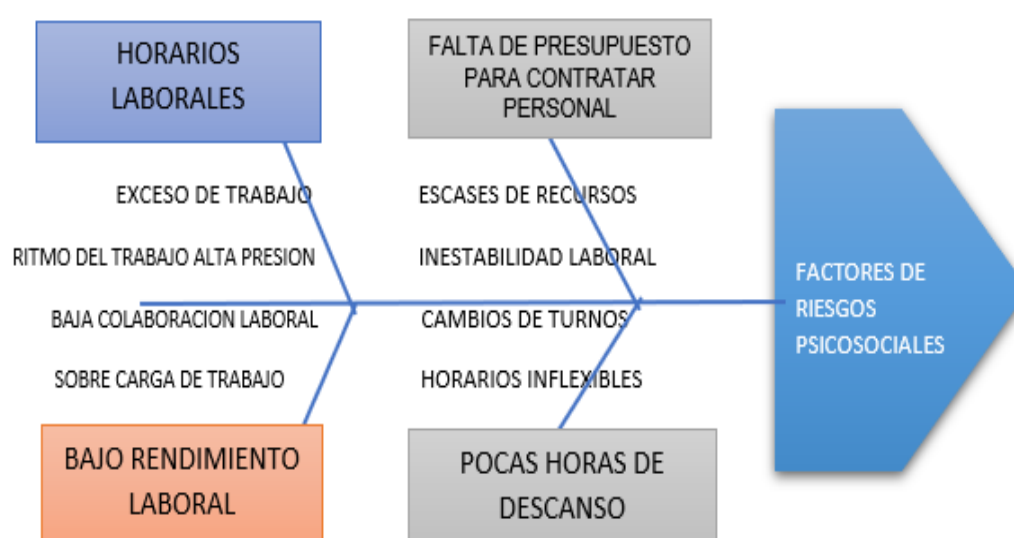 HORARIOS
LABORALES
FALTA DE PRESUPUESTO
PARA CONTRATAR
PERSONAL
EXCESO DE TRABAJO
ESCASES DE RECURSOS
RITMO DEL TRABAJO ALTA PRESION
INESTABILIDAD LABORAL
BAJA COLABORACION LABORAL
CAMBIOS DE TURNOS
SOBRE CARGA DE TRABAJO
HORARIOS INFLEXIBLES
BAJO RENDIMIENTO
LABORAL
POCAS HORAS DE
DESCANSO
FACTORES DE
RIESGOS
PSICOSOCIALES